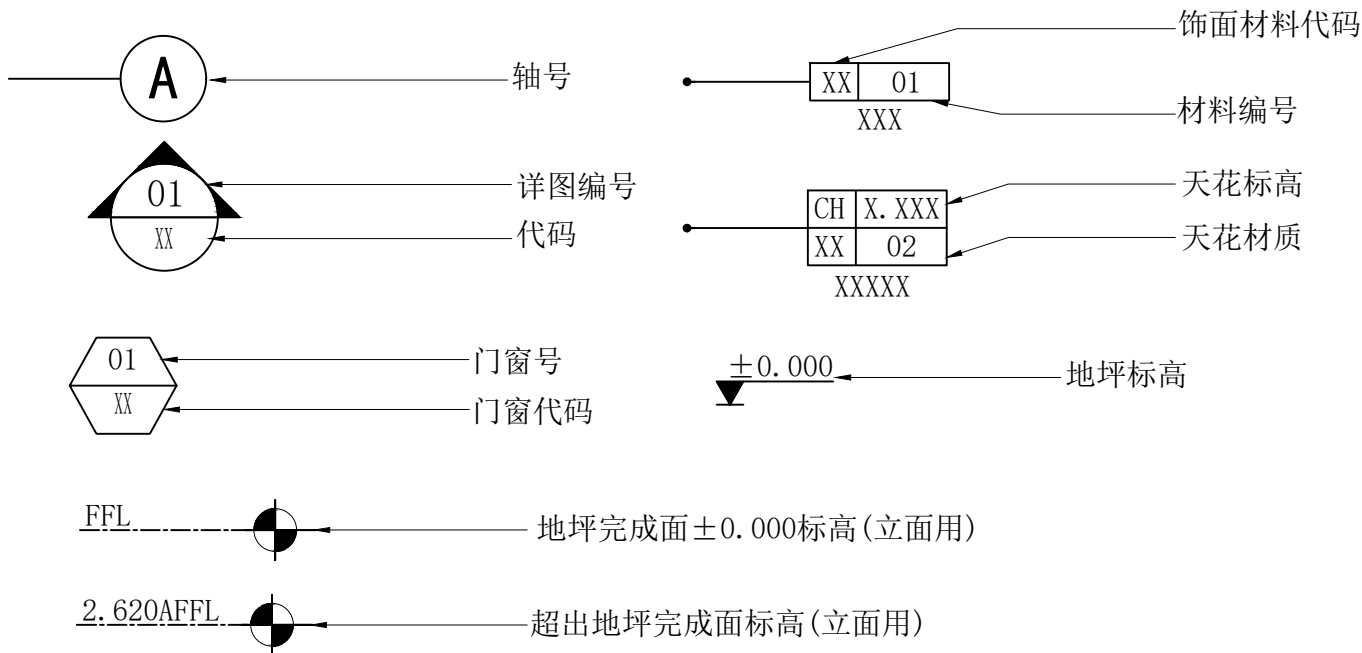 A
轴号
01
XX
详图编号
代码
01
XX
门窗号
门窗代码
XX 01
XXX
饰面材料代码
材料编号
CH X.XXX
XX 02
XXXXX
天花标高
天花材质
±0.000
地坪标高
FFL
地坪完成面±0.000标高(立面用)
2.620AFFL
超出地坪完成面标高(立面用)